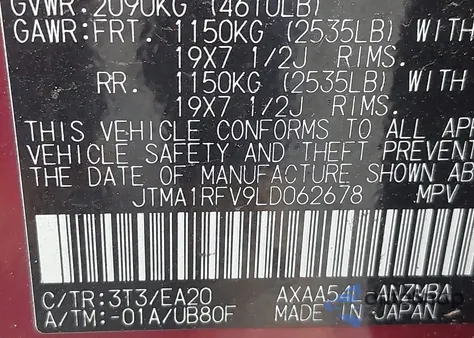 GVWR:2090KG (4610LB)
GAWR:FRT. 1150KG (2535LB) WITH
19X7 1/2J RIMS.
RR. 1150KG (2535LB) WITH
19X7 1/2J RIMS.
THIS VEHICLE CONFORMS TO ALL APP
VEHICLE SAFETY AND THEFT PREVENT
THE DATE OF MANUFACTURE SHOWN AB
JTMA1RFV9LD062678 MPV
C/TR:3T3/EA20 AXAA54L-ANZMBA
A/TM:-01A/UB80F MADE IN JAPAN